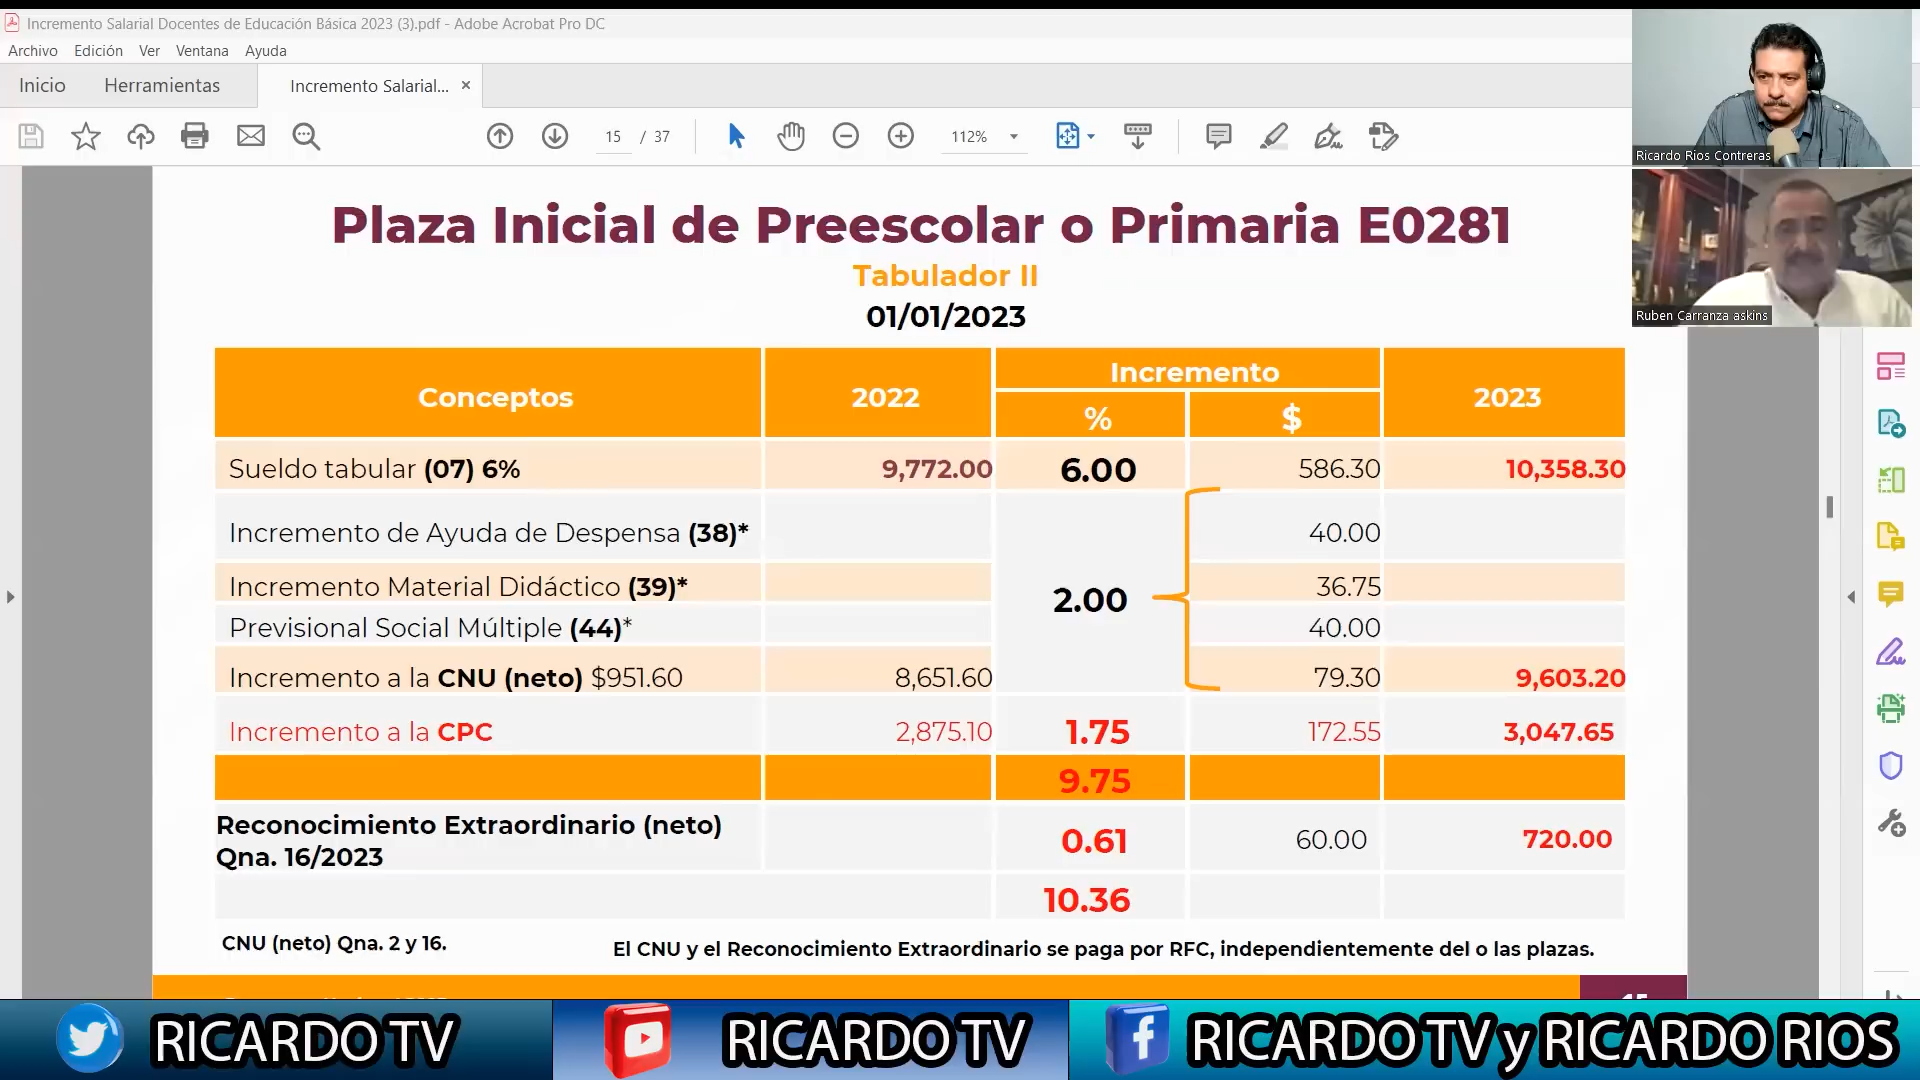 Incremento Salarial Docentes de Educación Básica 2023 (3).pdf - Adobe Acrobat Pro DC
Archivo Edición Ver Ventana Ayuda
Inicio Herramientas Incremento Salarial... ×
15 / 37 112%
Ricardo Rios Contreras
Ruben Carranza askins
Plaza Inicial de Preescolar o Primaria E0281
Tabulador II
01/01/2023
Conceptos 2022 Incremento 2023
% $
Sueldo tabular (07) 6% 9,772.00 6.00 586.30 10,358.30
Incremento de Ayuda de Despensa (38)* 40.00
Incremento Material Didáctico (39)* 2.00 36.75
Previsional Social Múltiple (44)* 40.00
Incremento a la CNU (neto) $951.60 8,651.60 79.30 9,603.20
Incremento a la CPC 2,875.10 1.75 172.55 3,047.65
9.75
Reconocimiento Extraordinario (neto)
Qna. 16/2023 0.61 60.00 720.00
10.36
CNU (neto) Qna. 2 y 16. El CNU y el Reconocimiento Extraordinario se paga por RFC, independientemente del o las plazas.
RICARDO TV RICARDO TV RICARDO TV y RICARDO RIOS